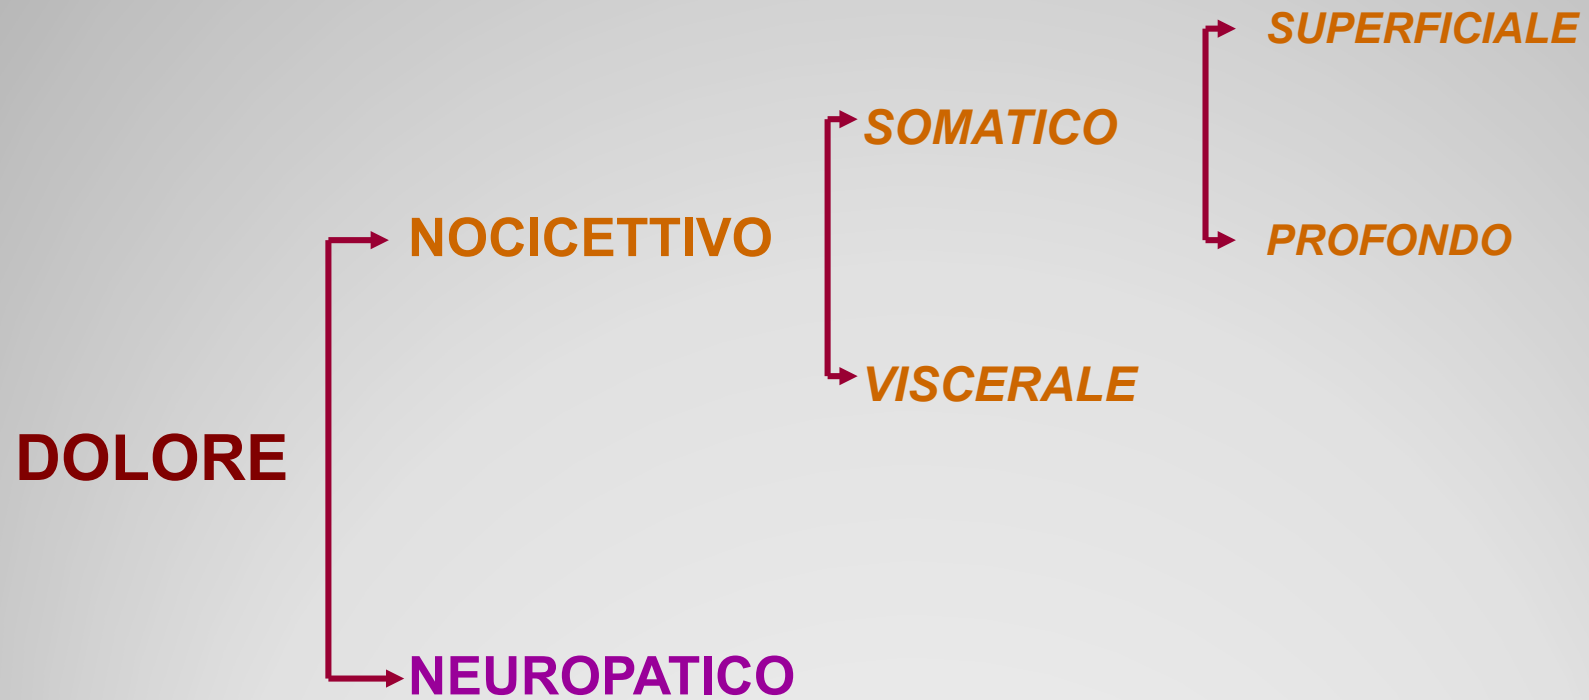 SUPERFICIALE
SOMATICO
NOCICETTIVO
PROFONDO
VISCERALE
DOLORE
NEUROPATICO